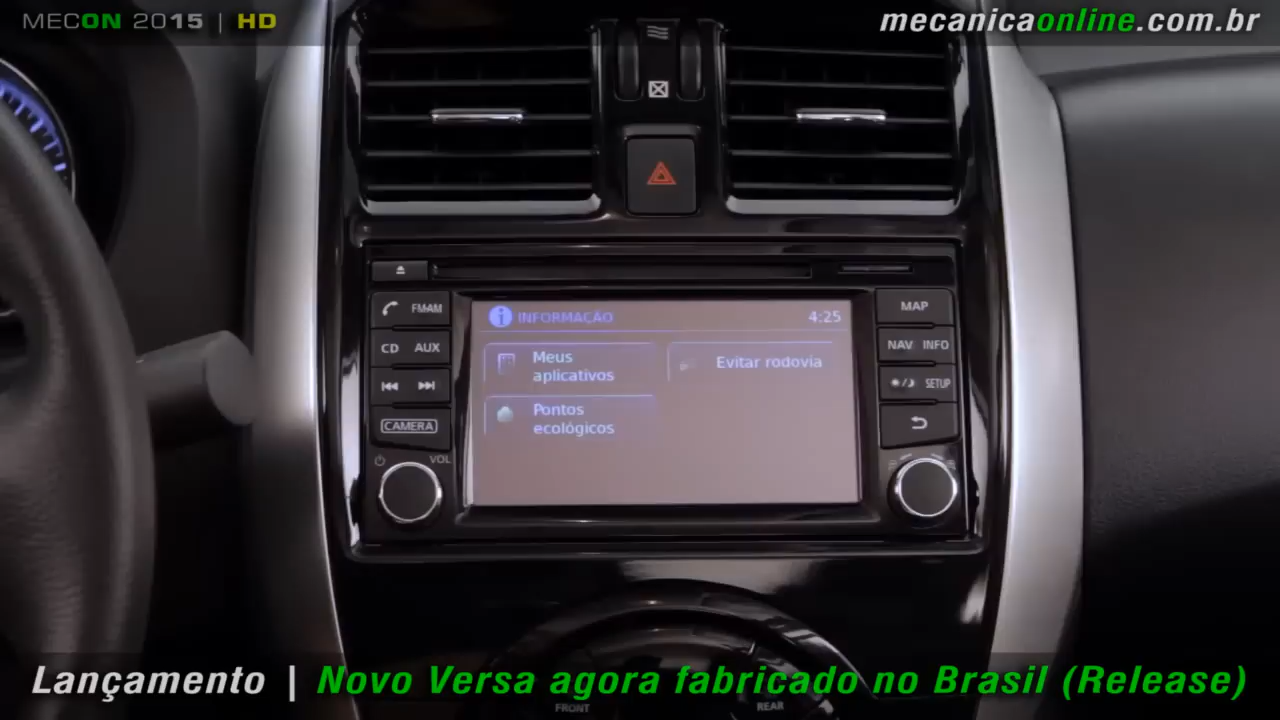 MECON 2015 | HD
mecanicaonline.com.br
FM·AM
CD AUX
CAMERA
VOL
INFORMAÇÃO 4:25
Meus
aplicativos
Evitar rodovia
Pontos
ecológicos
MAP
NAV INFO
SETUP
FRONT REAR
Lançamento | Novo Versa agora fabricado no Brasil (Release)